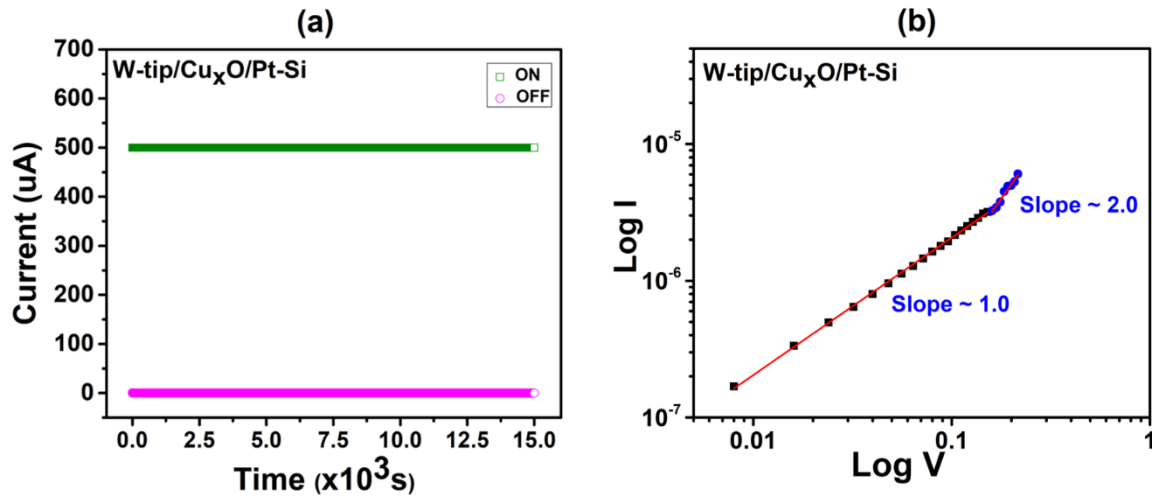 (a)
W-tip/CuxO/Pt-Si
ON
OFF
Current (uA)
700
600
500
400
300
200
100
0
0.0 2.5 5.0 7.5 10.0 12.5 15.0
Time (x10³s)
(b)
W-tip/CuxO/Pt-Si
Log I
10⁻⁵
10⁻⁶
10⁻⁷
Slope ~ 2.0
Slope ~ 1.0
0.01 0.1 1
Log V